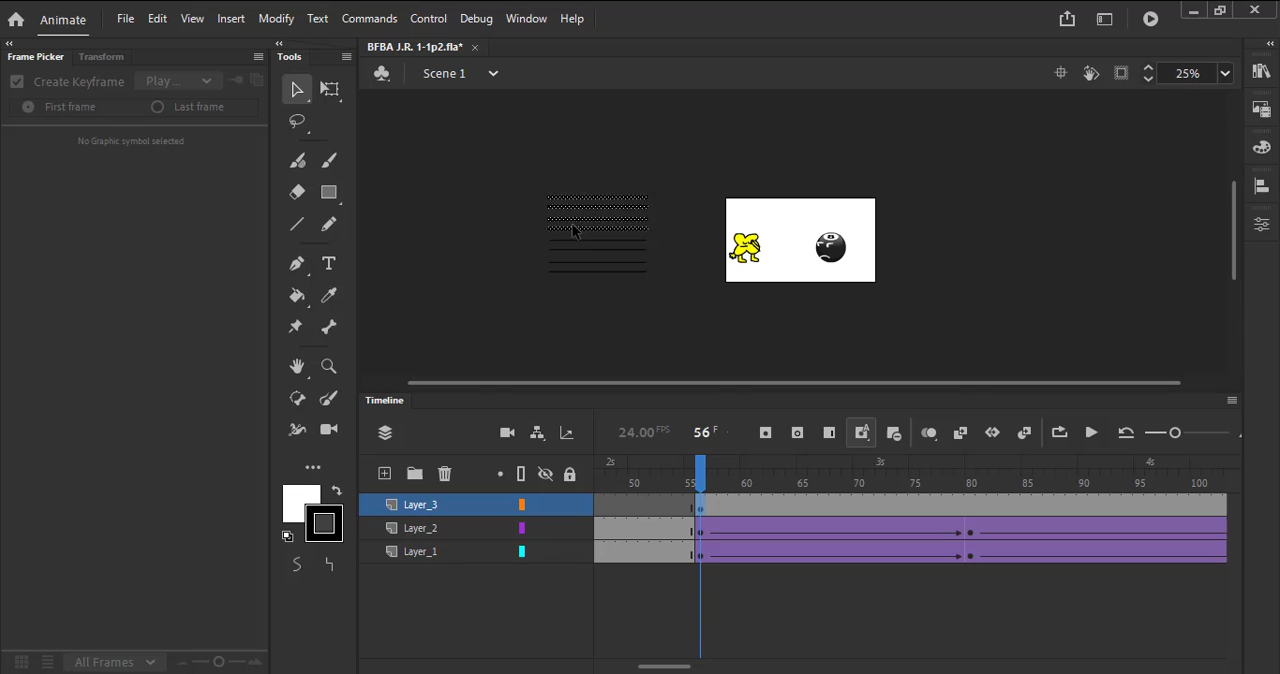 Animate File Edit View Insert Modify Text Commands Control Debug Window Help
Frame Picker Transform Tools BFBA J.R. 1-1p2.fla*
Create Keyframe Play ... Scene 1 25%
First frame Last frame
No Graphic symbol selected
8
Timeline
24.00 FPS 56 F
2s 3s 4s
50 55 60 65 70 75 80 85 90 95 100
Layer_3
Layer_2
Layer_1
All Frames